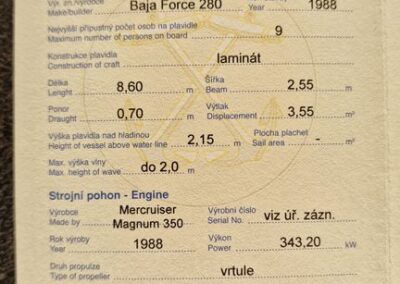 Typ. ozn./výrobce Baja Force 280 Rok 1988
Make/builder Year
Nejvyšší přípustný počet osob na plavidle 9
Maximum number of persons on board
Konstrukce plavidla laminát
Construction of craft
Délka 8,60 m Šířka 2,55 m
Lenght Beam
Ponor 0,70 m Výtlak 3,55 m³
Draught Displacement
Výška plavidla nad hladinou 2,15 m Plocha plachet - m²
Height of vessel above water line Sail area
Max. výška vlny do 2,0 m
Max. height of wave
Strojní pohon - Engine
Výrobce Mercruiser Výrobní číslo viz úř. zázn.
Made by Magnum 350 Serial No.
Rok výroby 1988 Výkon 343,20 kW
Year Power
Druh propulze vrtule
Type of propeller